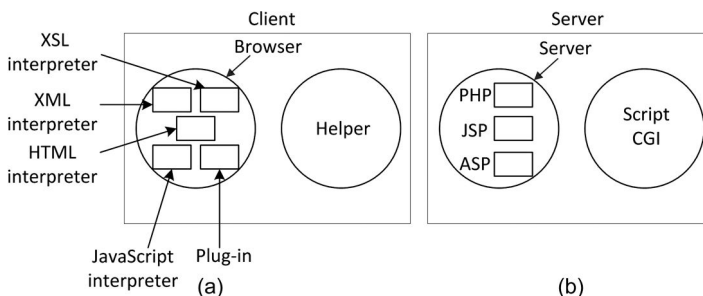 Client
XSL
interpreter
Browser
XML
interpreter
HTML
interpreter
Helper
JavaScript
interpreter
Plug-in
(a)
Server
Server
PHP
JSP
ASP
Script
CGI
(b)